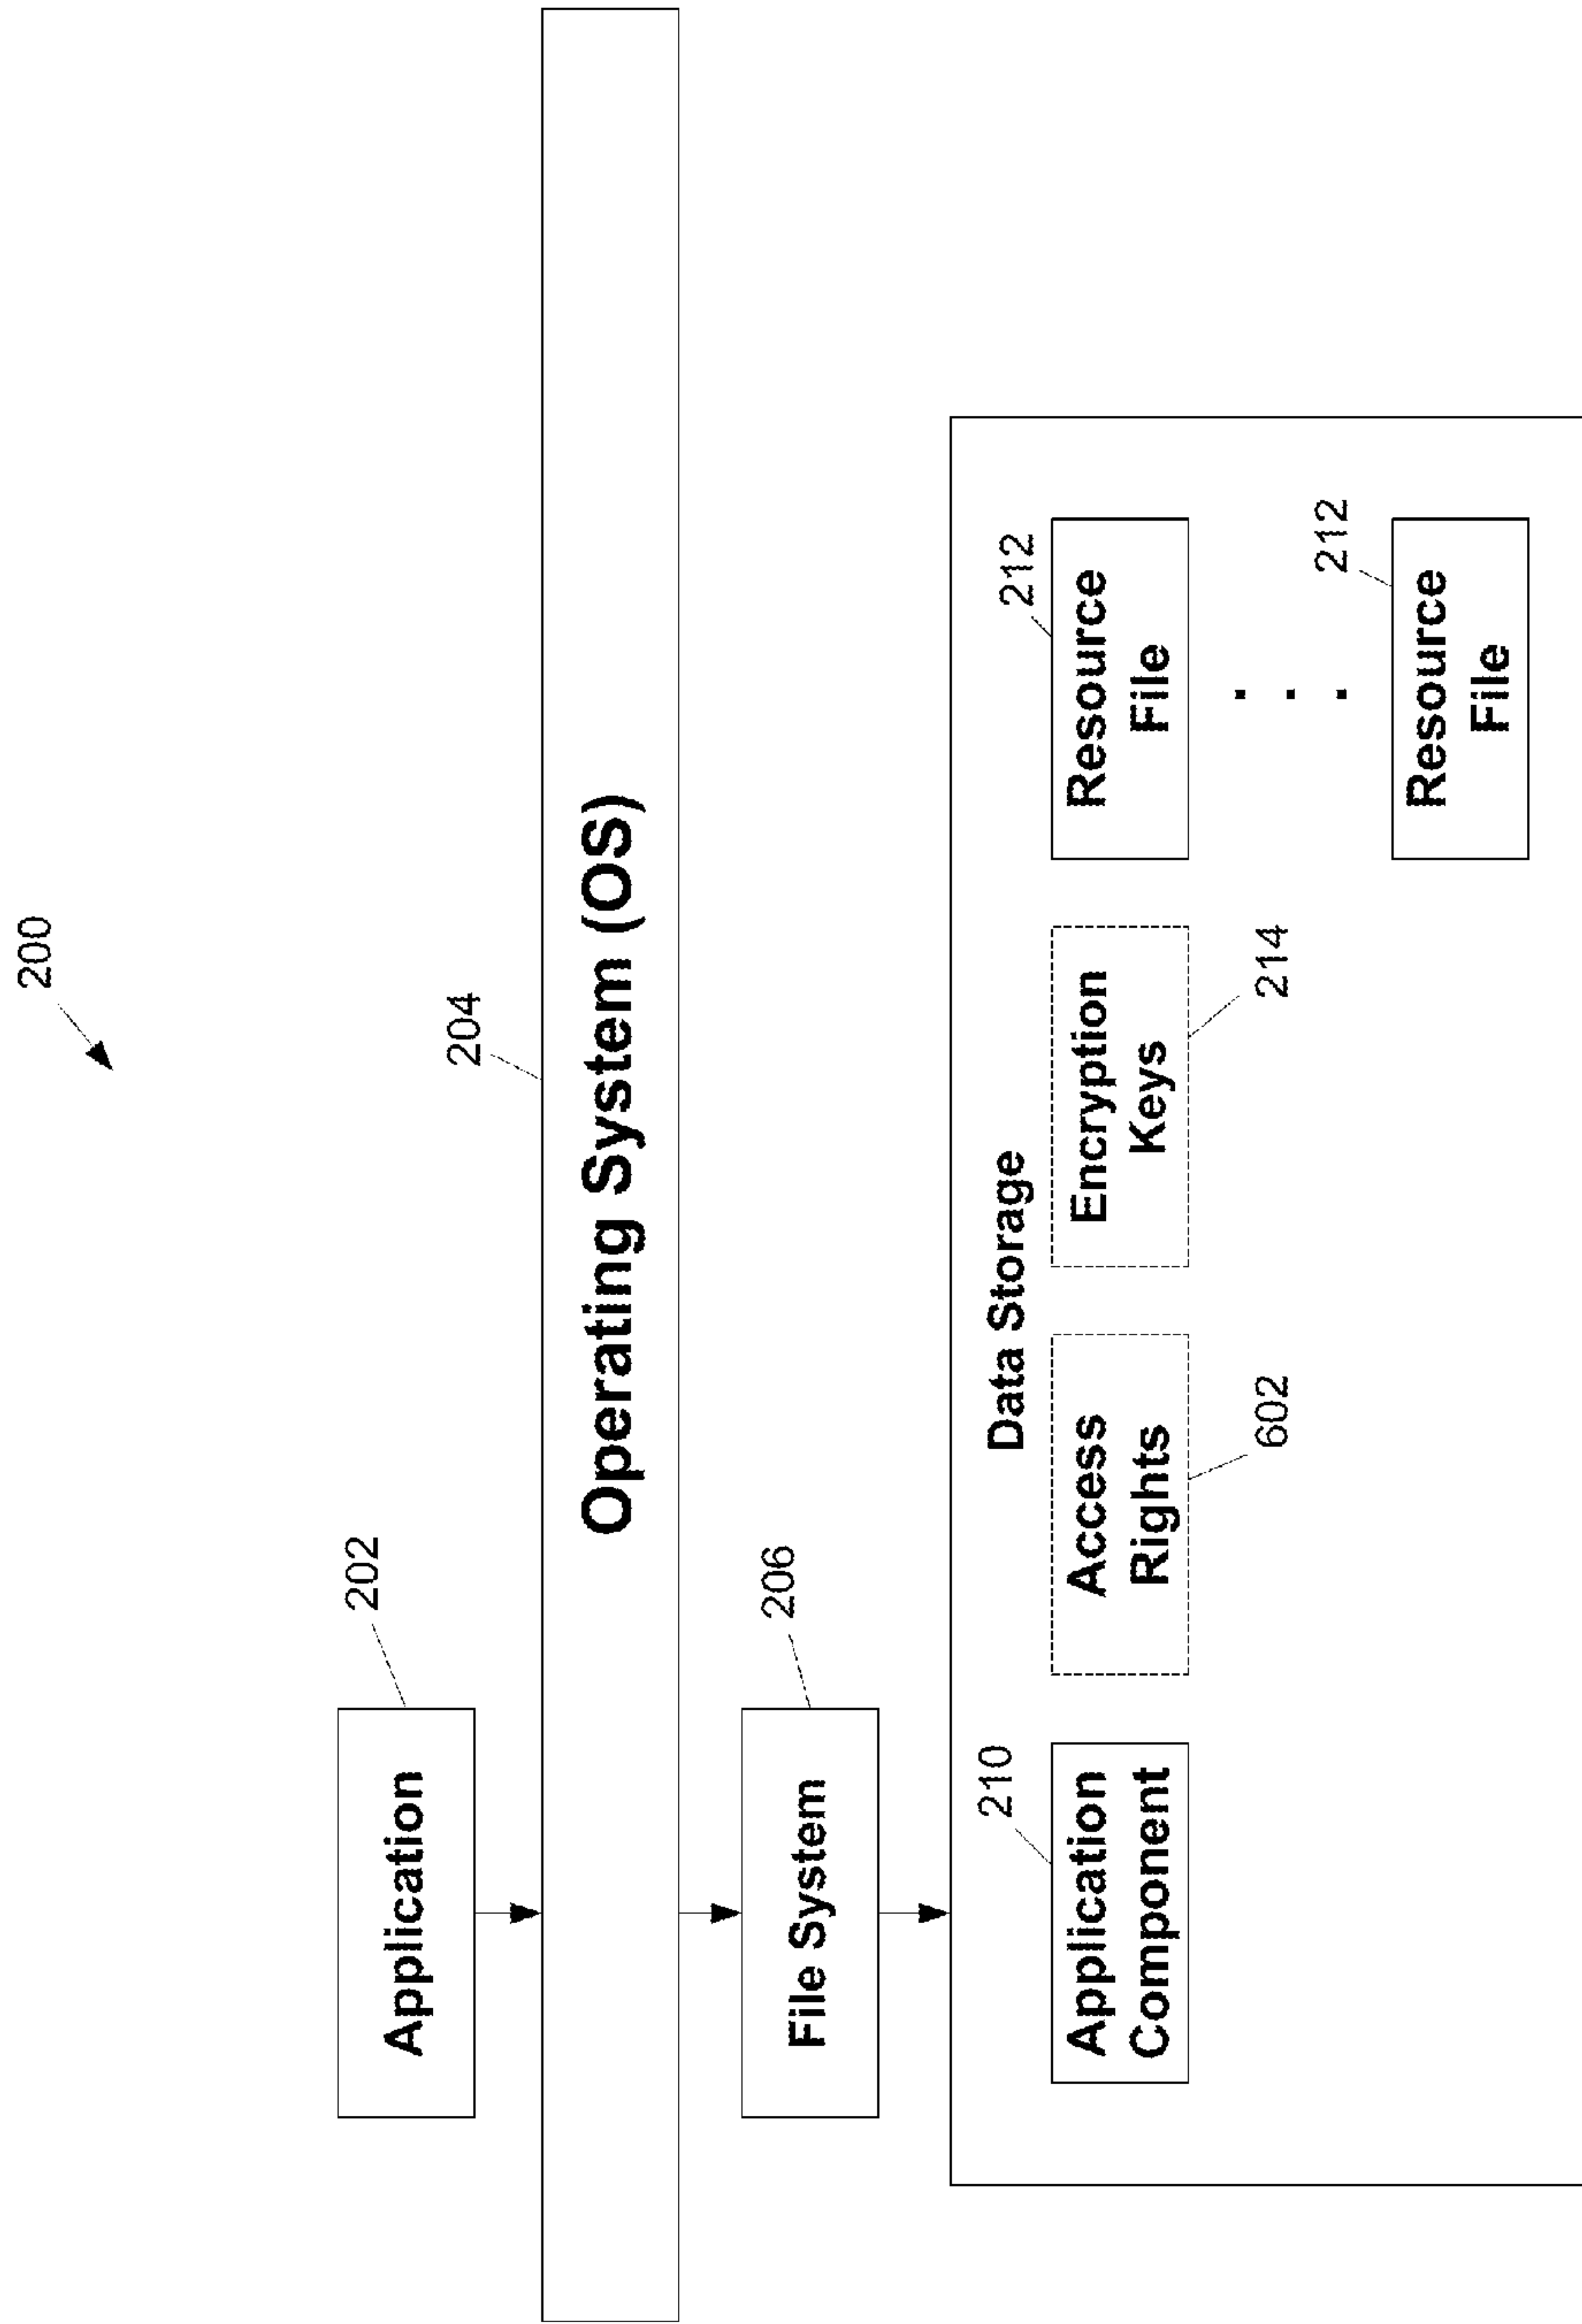 200
202
Application
204
Operating System (OS)
206
File System
Data Storage
210
Application
Component
Access
Rights
602
Encryption
Keys
214
212
Resource
File
212
Resource
File